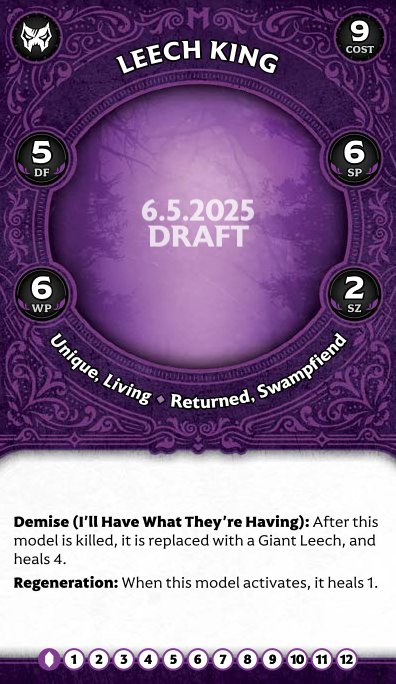 LEECH KING
9
COST
5
DF
6
SP
6.5.2025
DRAFT
6
WP
2
SZ
Unique, Living ◆ Returned, Swampfiend
Demise (I'll Have What They're Having): After this
model is killed, it is replaced with a Giant Leech, and
heals 4.
Regeneration: When this model activates, it heals 1.
1 2 3 4 5 6 7 8 9 10 11 12